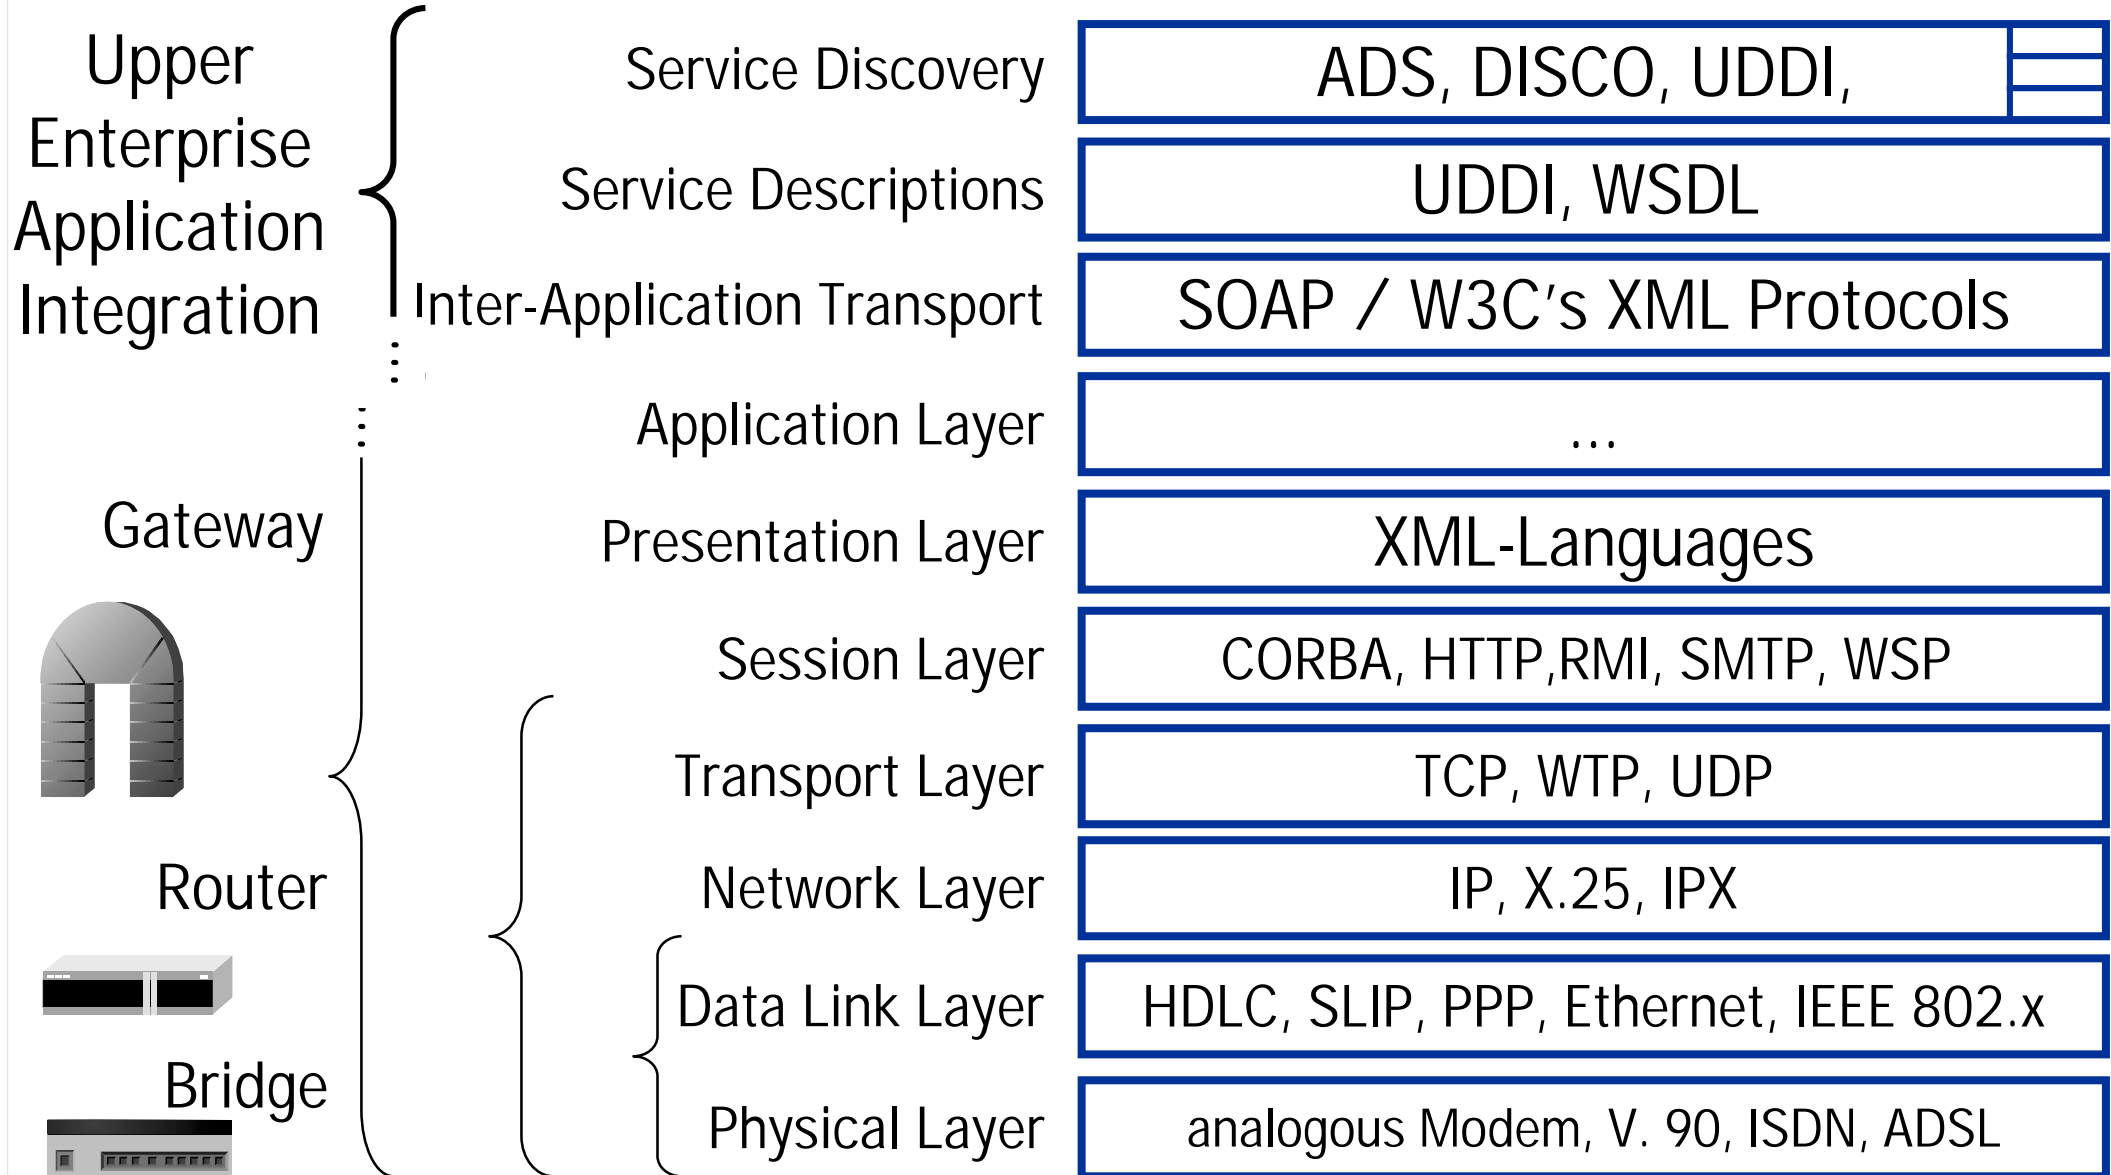 Upper
Enterprise
Application
Integration
Service Discovery
ADS, DISCO, UDDI,
Service Descriptions
UDDI, WSDL
Inter-Application Transport
SOAP / W3C's XML Protocols
Application Layer
...
Gateway
Presentation Layer
XML-Languages
Session Layer
CORBA, HTTP,RMI, SMTP, WSP
Transport Layer
TCP, WTP, UDP
Router
Network Layer
IP, X.25, IPX
Data Link Layer
HDLC, SLIP, PPP, Ethernet, IEEE 802.x
Bridge
Physical Layer
analogous Modem, V. 90, ISDN, ADSL